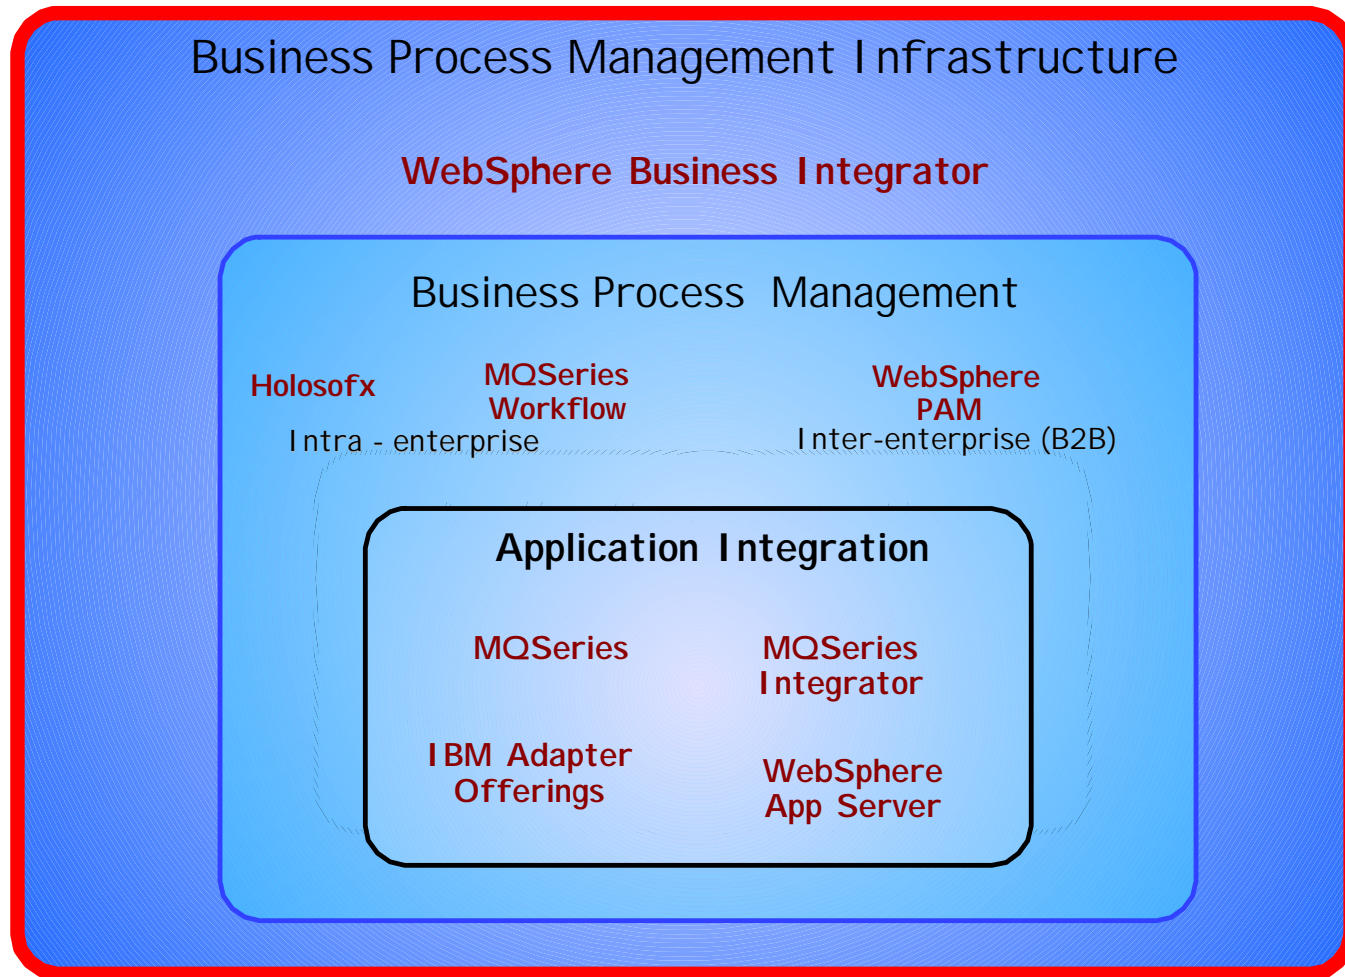 Business Process Management Infrastructure
WebSphere Business Integrator
Business Process Management
Holosofx
MQSeries
Workflow
Intra - enterprise
WebSphere
PAM
Inter-enterprise (B2B)
Application Integration
MQSeries
MQSeries
Integrator
IBM Adapter
Offerings
WebSphere
App Server